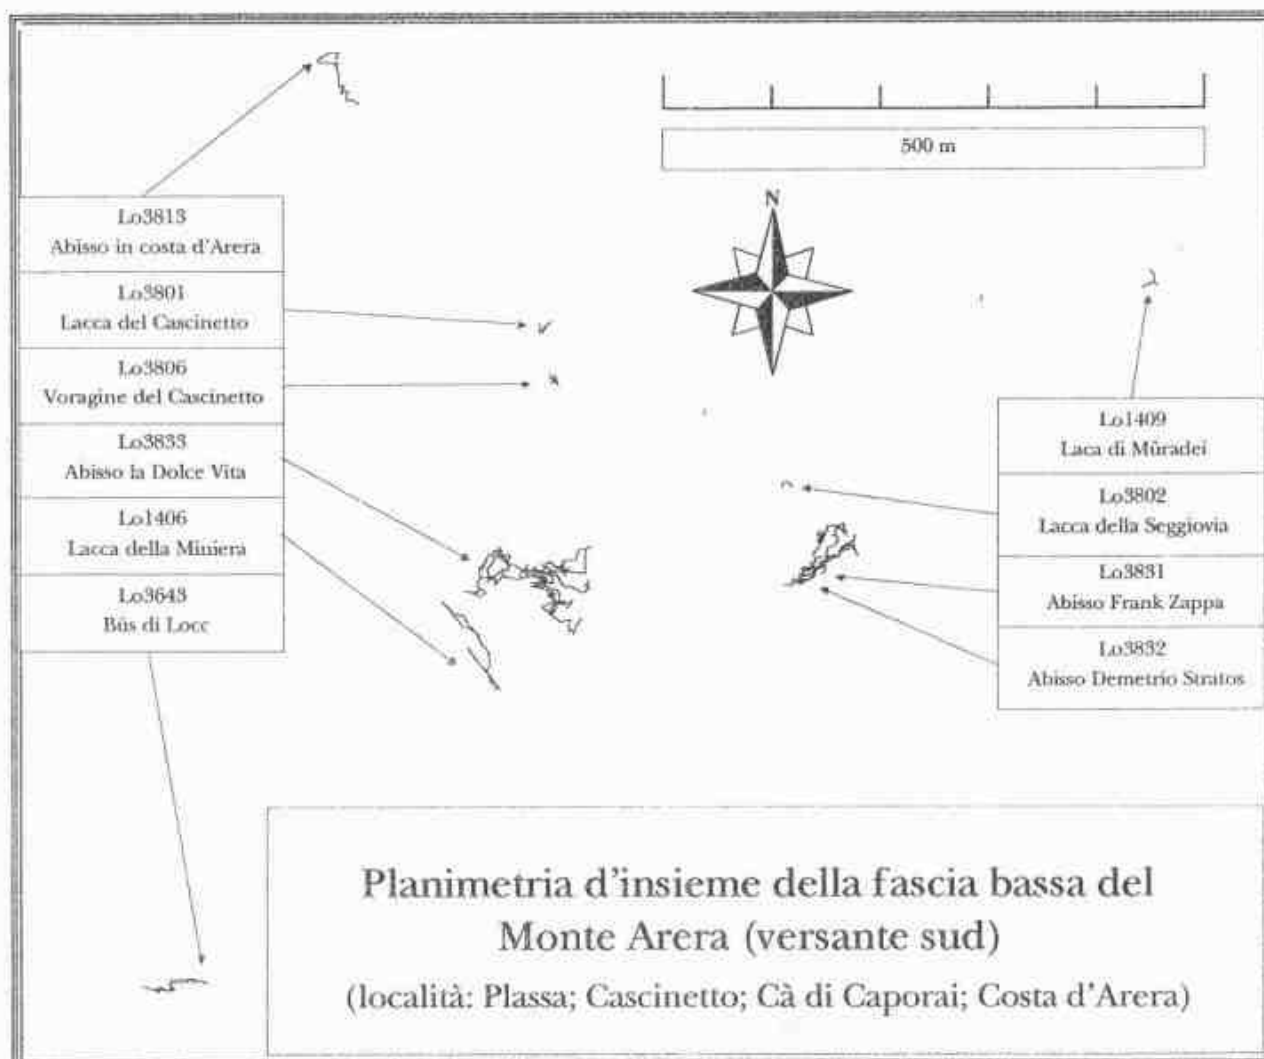 500 m
N
Lo3813
Abisso in costa d'Arera
Lo3801
Lacca del Cascinetto
Lo3806
Voragine del Cascinetto
Lo3833
Abisso la Dolce Vita
Lo1406
Lacca della Miniera
Lo3643
Büs di Locc
Lo1409
Laca di Müradei
Lo3802
Lacca della Seggiovia
Lo3831
Abisso Frank Zappa
Lo3832
Abisso Demetrio Stratos
Planimetria d'insieme della fascia bassa del
Monte Arera (versante sud)
(località: Plassa; Cascinetto; Cà di Caporai; Costa d'Arera)